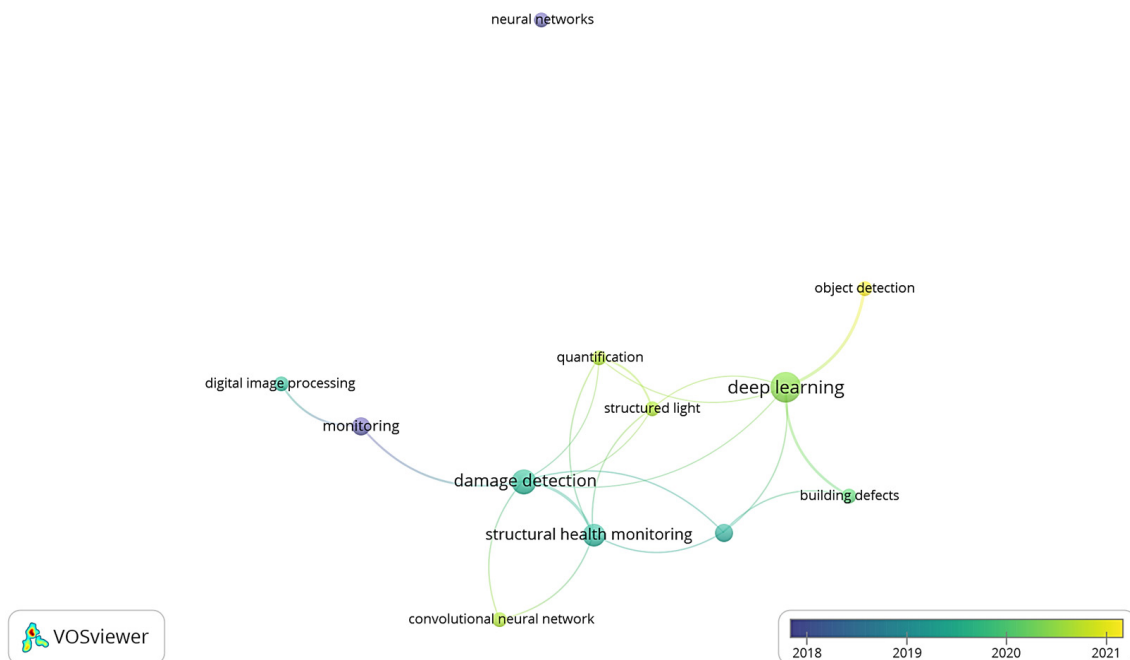 neural networks
object detection
quantification
digital image processing
deep learning
structured light
monitoring
damage detection
building defects
structural health monitoring
convolutional neural network
VOSviewer
2018
2019
2020
2021